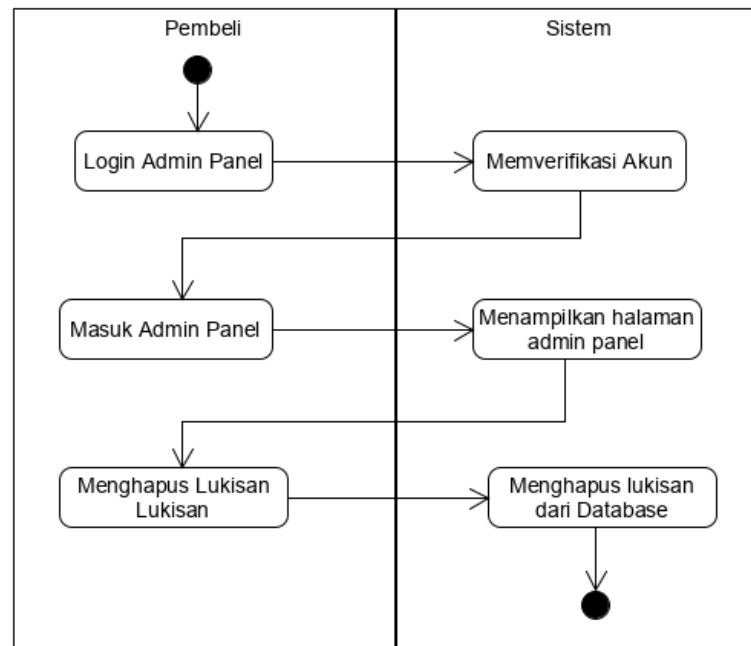 Pembeli
Sistem
Login Admin Panel
Memverifikasi Akun
Masuk Admin Panel
Menampilkan halaman
admin panel
Menghapus Lukisan
Lukisan
Menghapus lukisan
dari Database